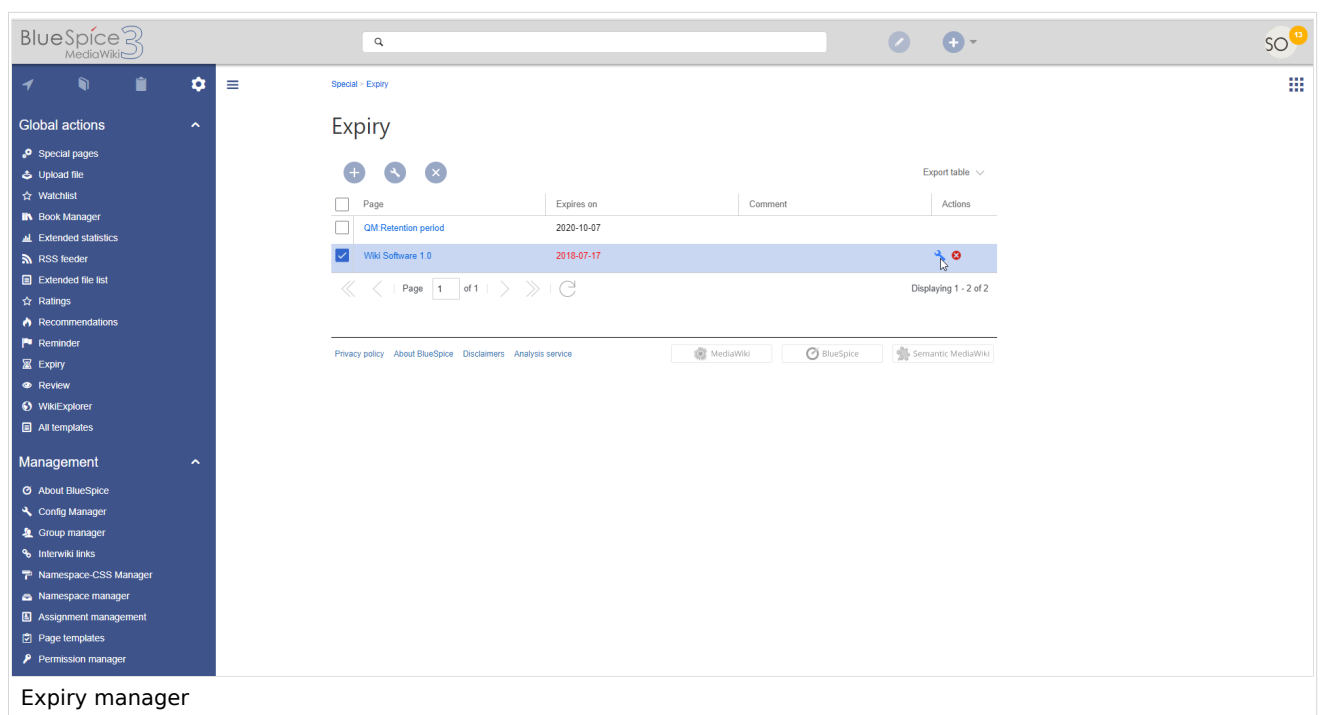 BlueSpice 3
MediaWiki
SO 13
Special > Expiry
Global actions
Special pages
Upload file
Watchlist
Book Manager
Extended statistics
RSS feeder
Extended file list
Ratings
Recommendations
Reminder
Expiry
Review
WikiExplorer
All templates
Management
About BlueSpice
Config Manager
Group manager
Interwiki links
Namespace-CSS Manager
Namespace manager
Assignment management
Page templates
Permission manager
Expiry
Export table
Page Expires on Comment Actions
QM:Retention period 2020-10-07
Wiki Software 1.0 2018-07-17
Page 1 of 1 Displaying 1 - 2 of 2
Privacy policy About BlueSpice Disclaimers Analysis service MediaWiki BlueSpice Semantic MediaWiki
Expiry manager